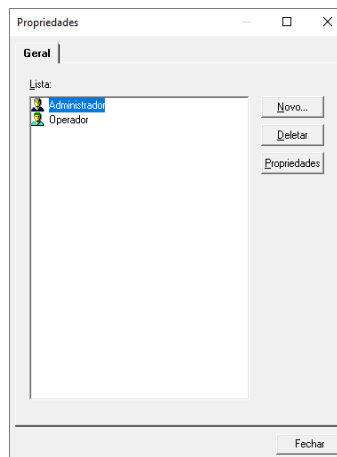 Propriedades
Geral
Lista:
Administrador
Operador
Novo...
Deletar
Propriedades
Fechar